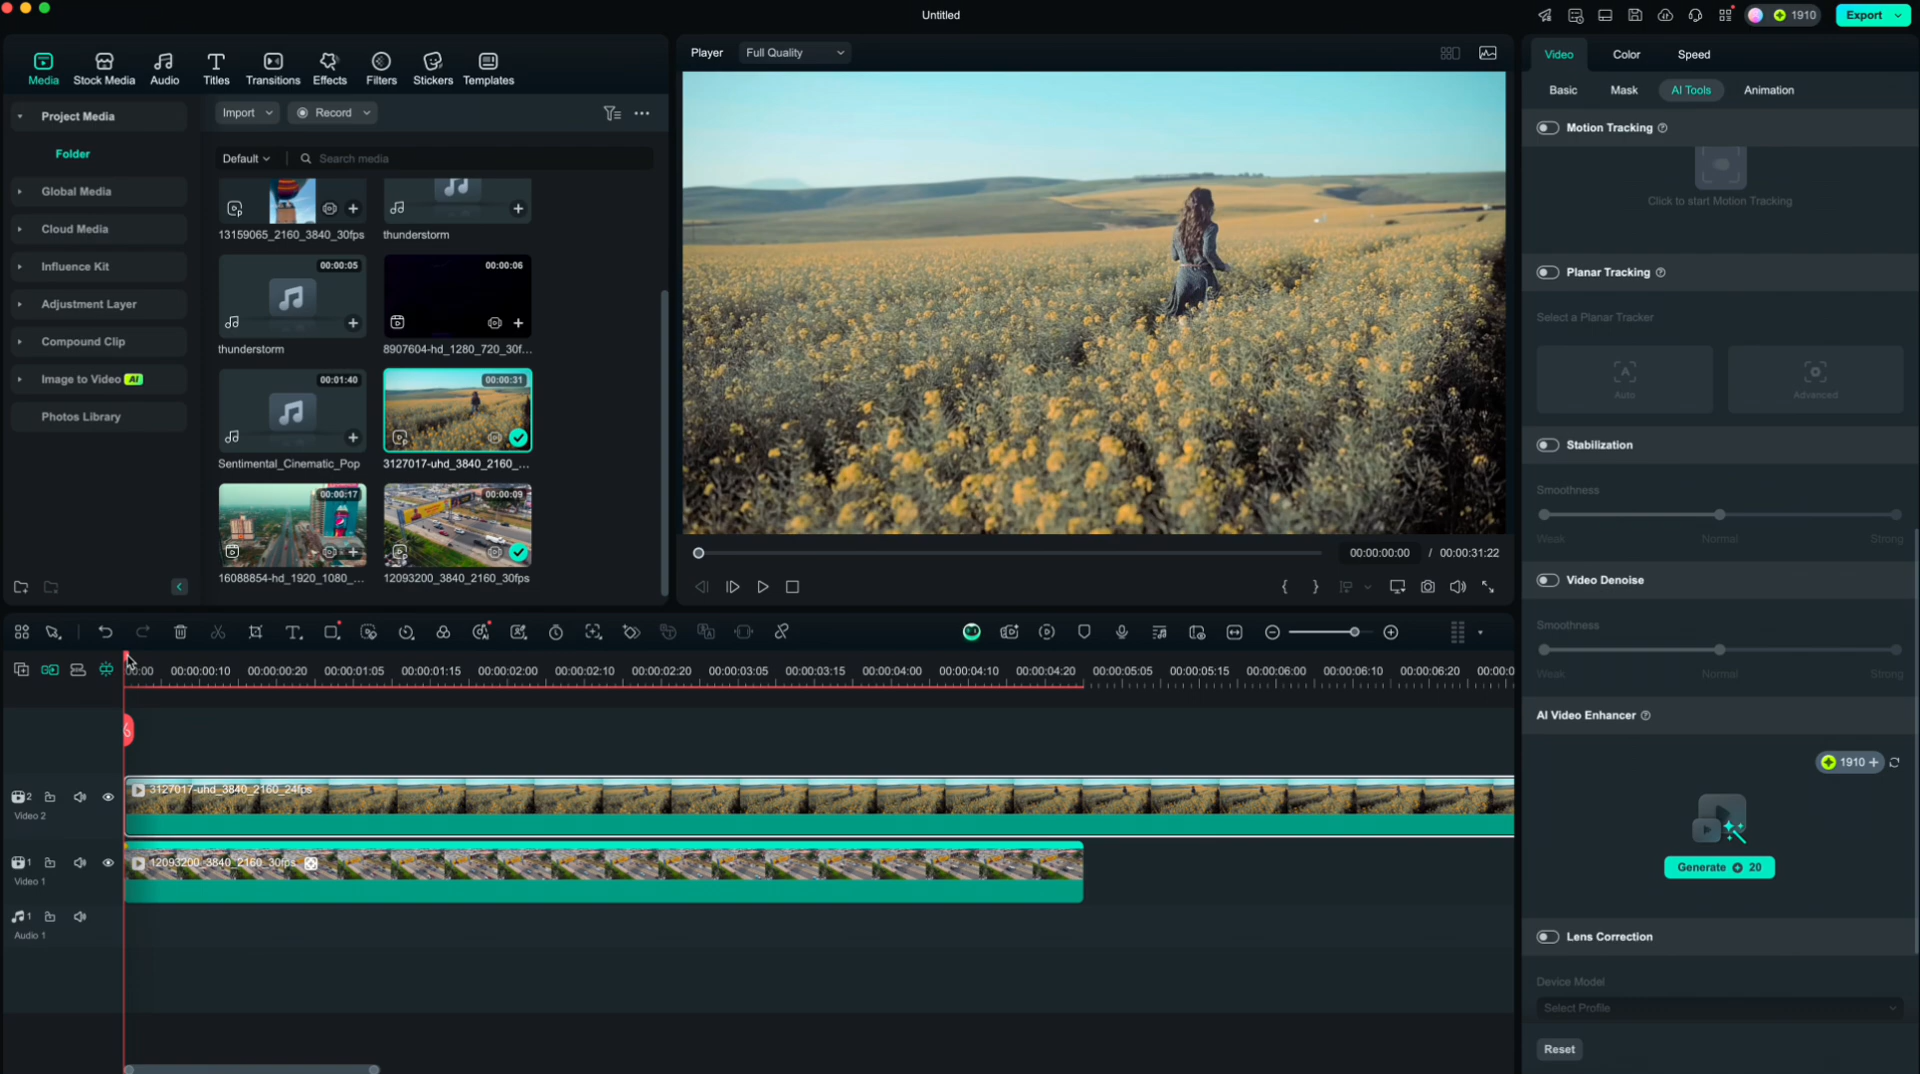 Untitled
1910
Export
Media
Stock Media
Audio
Titles
Transitions
Effects
Filters
Stickers
Templates
Player
Full Quality
Video
Color
Speed
Basic
Mask
AI Tools
Animation
Project Media
Folder
Global Media
Cloud Media
Influence Kit
Adjustment Layer
Compound Clip
Image to Video AI
Photos Library
Import
Record
Default
Search media
13159065_2160_3840_30fps
thunderstorm
00:00:05
00:00:06
thunderstorm
8907604-hd_1280_720_30f...
00:01:40
00:00:31
Sentimental_Cinematic_Pop
3127017-uhd_3840_2160_...
00:00:17
00:00:09
16088854-hd_1920_1080_...
12093200_3840_2160_30fps
00:00:00:00 / 00:00:31:22
Motion Tracking
Click to start Motion Tracking
Planar Tracking
Select a Planar Tracker
Auto
Advanced
Stabilization
Smoothness
Weak
Normal
Strong
Video Denoise
Smoothness
Weak
Normal
Strong
AI Video Enhancer
1910
Generate 20
Lens Correction
Device Model
Select Profile
Reset
:00:00 00:00:00:10 00:00:00:20 00:00:01:05 00:00:01:15 00:00:02:00 00:00:02:10 00:00:02:20 00:00:03:05 00:00:03:15 00:00:04:00 00:00:04:10 00:00:04:20 00:00:05:05 00:00:05:15 00:00:06:00 00:00:06:10 00:00:06:20 00:00:0
2
Video 2
3127017-uhd_3840_2160_24fps
1
Video 1
12093200_3840_2160_30fps
1
Audio 1